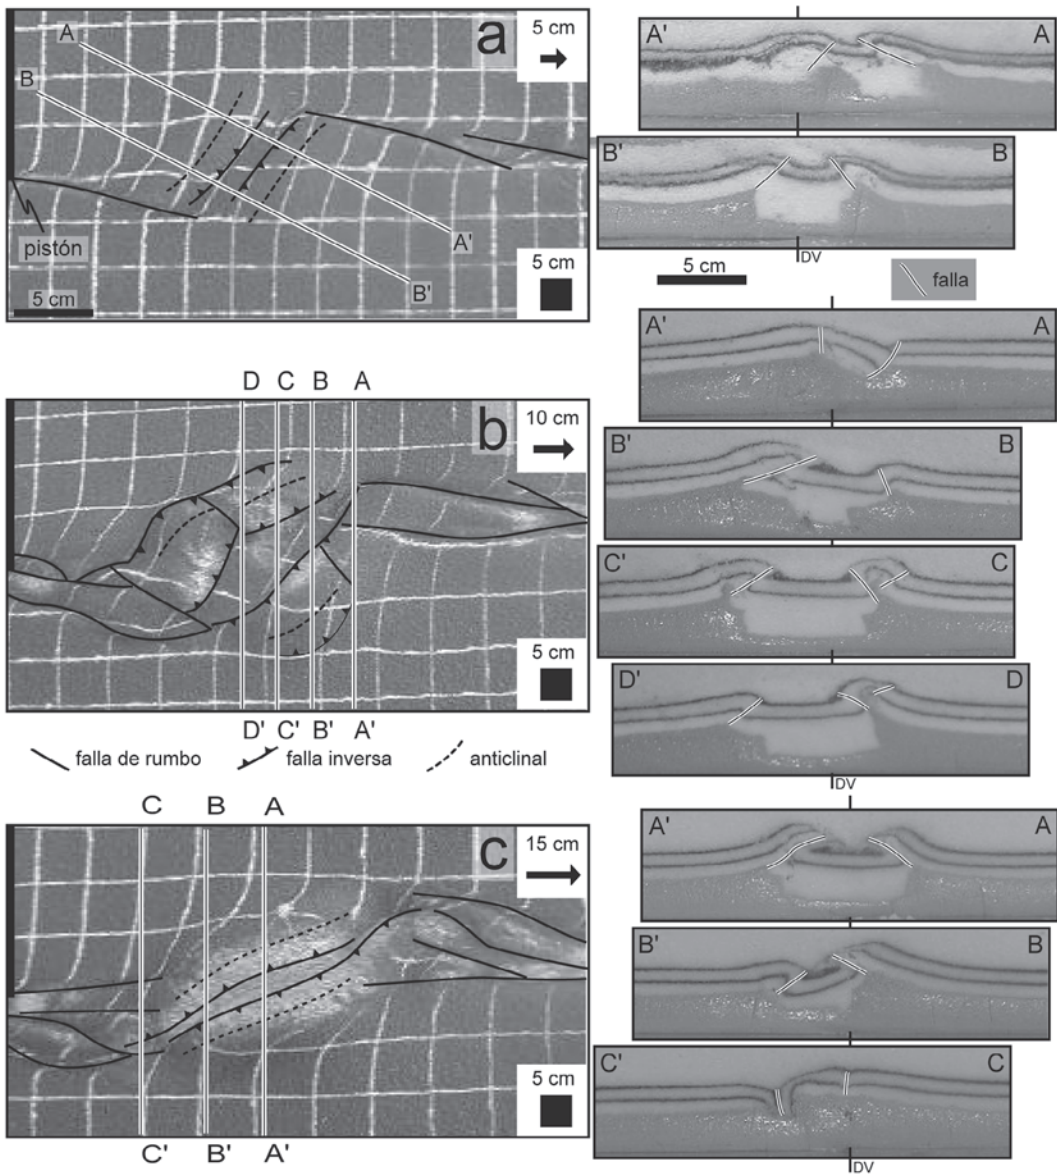 a
5 cm
A
B
A'
B'
pistón
5 cm
5 cm
A' A
B' B
DV
5 cm
falla
D C B A
b
10 cm
5 cm
D' C' B' A'
falla de rumbo
falla inversa
anticlinal
A' A
B' B
C' C
D' D
DV
C B A
c
15 cm
5 cm
C' B' A'
A' A
B' B
C' C
DV